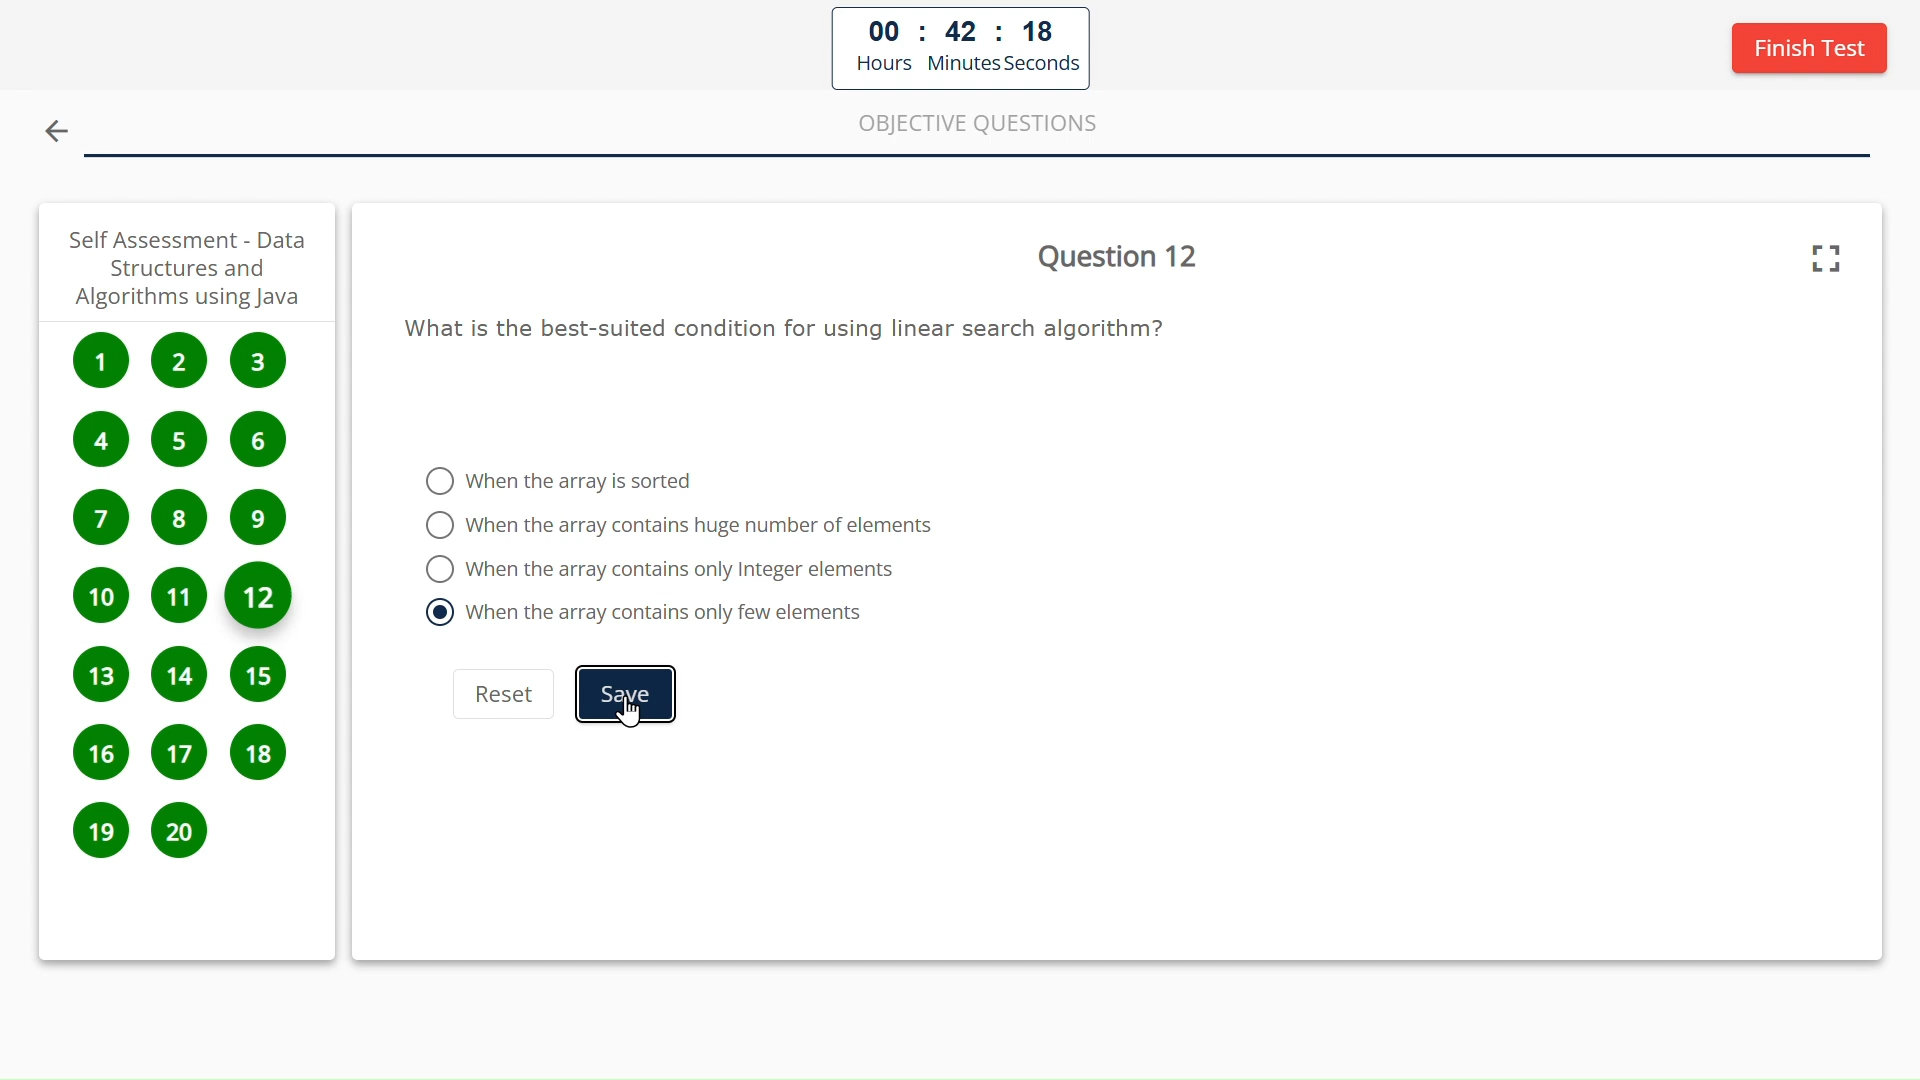 00 : 42 : 18
Hours Minutes Seconds
Finish Test
OBJECTIVE QUESTIONS
Self Assessment - Data
Structures and
Algorithms using Java
1 2 3
4 5 6
7 8 9
10 11 12
13 14 15
16 17 18
19 20
Question 12
What is the best-suited condition for using linear search algorithm?
When the array is sorted
When the array contains huge number of elements
When the array contains only Integer elements
When the array contains only few elements
Reset Save